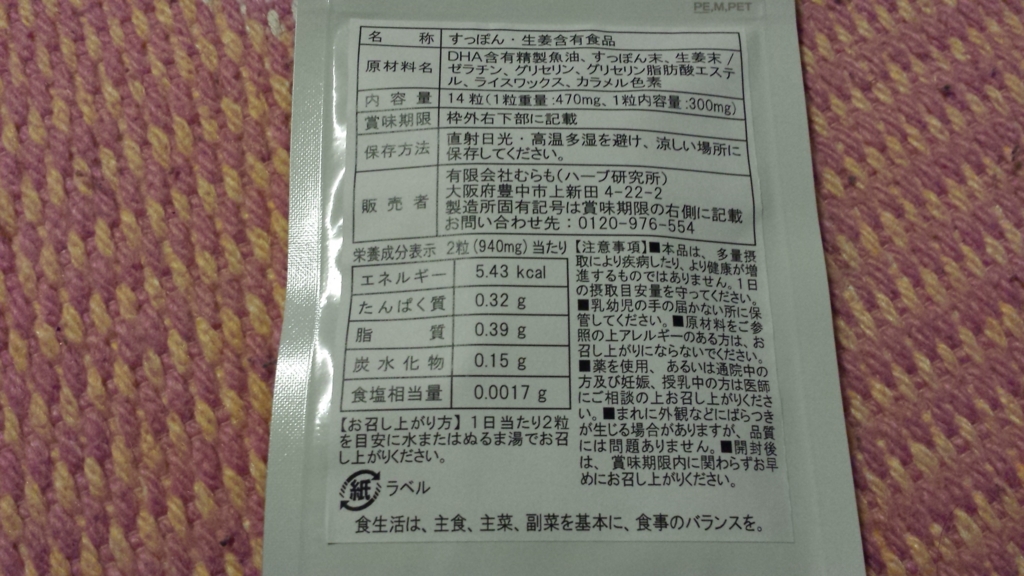 PE,M,PET
名 称 すっぽん・生姜含有食品
原材料名 DHA含有精製魚油、すっぽん末、生姜末/
ゼラチン、グリセリン、グリセリン脂肪酸エステ
ル、ライスワックス、カラメル色素
内容量 14粒(1粒重量:470mg、1粒内容量:300mg)
賞味期限 枠外右下部に記載
保存方法 直射日光・高温多湿を避け、涼しい場所に
保存してください。
販売者 有限会社むらも(ハーブ研究所)
大阪府豊中市上新田 4-22-2
製造所固有記号は賞味期限の右側に記載
お問い合わせ先:0120-976-554
栄養成分表示 2粒(940mg)当たり
エネルギー 5.43 kcal
たんぱく質 0.32 g
脂 質 0.39 g
炭水化物 0.15 g
食塩相当量 0.0017 g
【お召し上がり方】1日当たり2粒
を目安に水またはぬるま湯でお召
し上がりください。
紙 ラベル
【注意事項】■本品は、多量摂
取により疾病したり、より健康が増
進するものではありません。1日
の摂取目安量を守ってください。
■乳幼児の手の届かない所に保
管してください。■原材料をご参
照の上アレルギーのある方は、お
召し上がりにならないでください。
■薬を使用、あるいは通院中の
方及び妊娠、授乳中の方は医師
にご相談の上お召し上がりくださ
い。■まれに外観などにばらつき
が生じる場合がありますが、品質
には問題ありません。■開封後
は、賞味期限内に関わらずお早
めにお召し上がりください。
食生活は、主食、主菜、副菜を基本に、食事のバランスを。